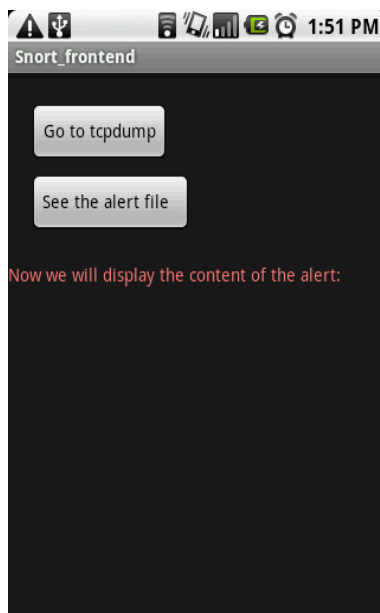 1:51 PM
Snort_frontend
Go to tcpdump
See the alert file
Now we will display the content of the alert: